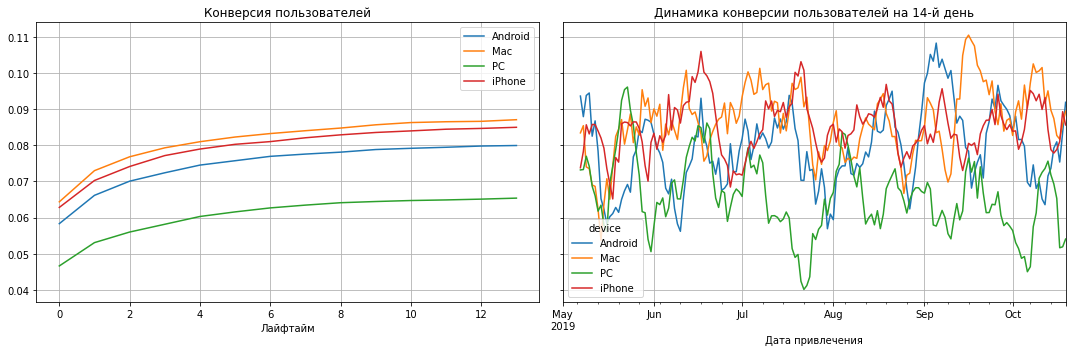 Конверсия пользователей
0.11
0.10
0.09
0.08
0.07
0.06
0.05
0.04
Android
Mac
PC
iPhone
0 2 4 6 8 10 12
Лайфтайм
Динамика конверсии пользователей на 14-й день
device
Android
Mac
PC
iPhone
May Jun Jul Aug Sep Oct
2019
Дата привлечения